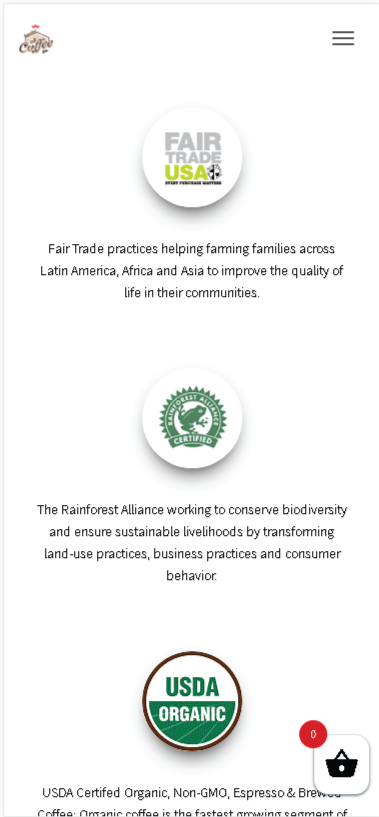 Coffee
FAIR
TRADE
USA
EVERY PURCHASE MATTERS
Fair Trade practices helping farming families across
Latin America, Africa and Asia to improve the quality of
life in their communities.
RAINFOREST ALLIANCE
CERTIFIED
The Rainforest Alliance working to conserve biodiversity
and ensure sustainable livelihoods by transforming
land-use practices, business practices and consumer
behavior.
USDA
ORGANIC
0
USDA Certifed Organic, Non-GMO, Espresso & Brewed
Coffee: Organic coffee is the fastest growing segment of